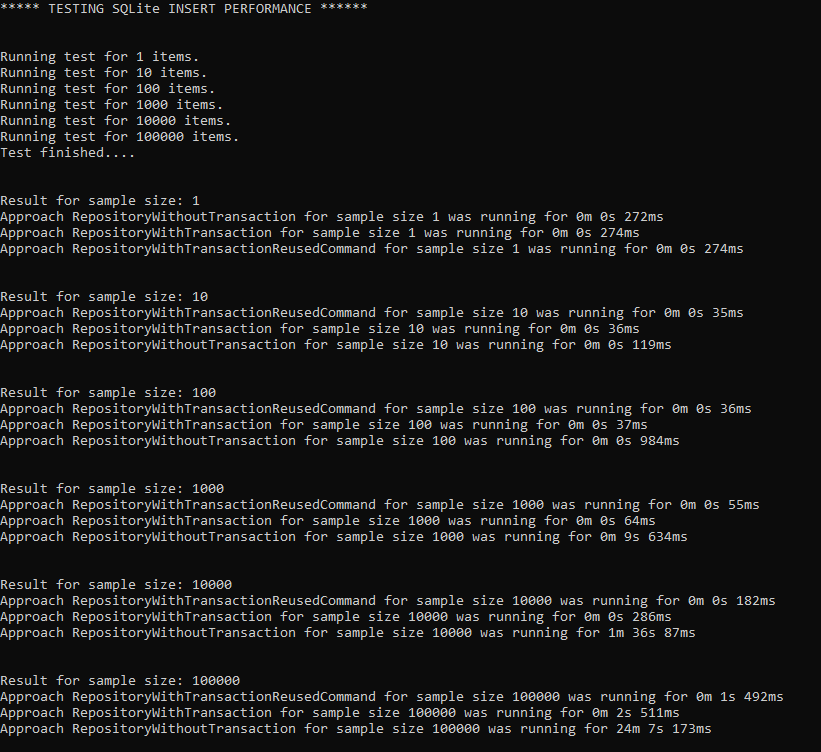 ***** TESTING SQLite INSERT PERFORMANCE ******
Running test for 1 items.
Running test for 10 items.
Running test for 100 items.
Running test for 1000 items.
Running test for 10000 items.
Running test for 100000 items.
Test finished....
Result for sample size: 1
Approach RepositoryWithoutTransaction for sample size 1 was running for 0m 0s 272ms
Approach RepositoryWithTransaction for sample size 1 was running for 0m 0s 274ms
Approach RepositoryWithTransactionReusedCommand for sample size 1 was running for 0m 0s 274ms
Result for sample size: 10
Approach RepositoryWithTransactionReusedCommand for sample size 10 was running for 0m 0s 35ms
Approach RepositoryWithTransaction for sample size 10 was running for 0m 0s 36ms
Approach RepositoryWithoutTransaction for sample size 10 was running for 0m 0s 119ms
Result for sample size: 100
Approach RepositoryWithTransactionReusedCommand for sample size 100 was running for 0m 0s 36ms
Approach RepositoryWithTransaction for sample size 100 was running for 0m 0s 37ms
Approach RepositoryWithoutTransaction for sample size 100 was running for 0m 0s 984ms
Result for sample size: 1000
Approach RepositoryWithTransactionReusedCommand for sample size 1000 was running for 0m 0s 55ms
Approach RepositoryWithTransaction for sample size 1000 was running for 0m 0s 64ms
Approach RepositoryWithoutTransaction for sample size 1000 was running for 0m 9s 634ms
Result for sample size: 10000
Approach RepositoryWithTransactionReusedCommand for sample size 10000 was running for 0m 0s 182ms
Approach RepositoryWithTransaction for sample size 10000 was running for 0m 0s 286ms
Approach RepositoryWithoutTransaction for sample size 10000 was running for 1m 36s 87ms
Result for sample size: 100000
Approach RepositoryWithTransactionReusedCommand for sample size 100000 was running for 0m 1s 492ms
Approach RepositoryWithTransaction for sample size 100000 was running for 0m 2s 511ms
Approach RepositoryWithoutTransaction for sample size 100000 was running for 24m 7s 173ms